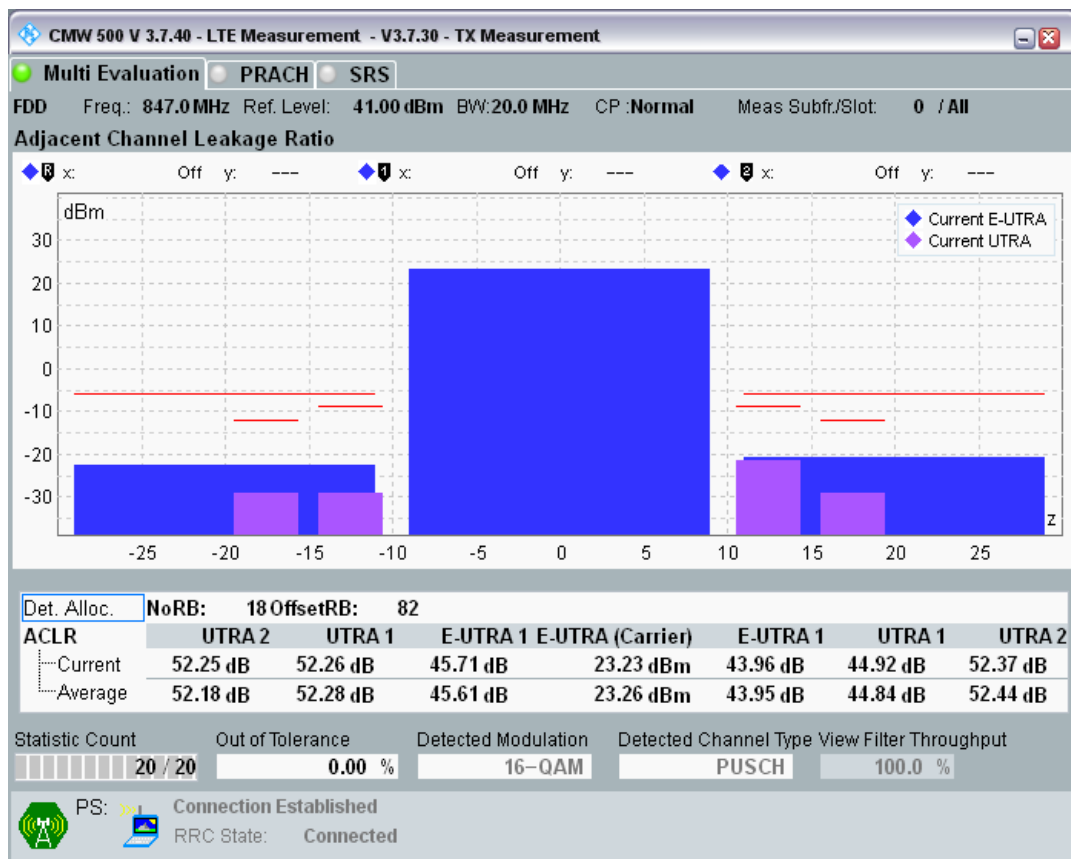 CMW 500 V 3.7.40 - LTE Measurement - V3.7.30 - TX Measurement
Multi Evaluation PRACH SRS
FDD Freq.: 847.0 MHz Ref. Level: 41.00 dBm BW:20.0 MHz CP :Normal Meas Subfr./Slot: 0 / All
Adjacent Channel Leakage Ratio
R x: Off y: --- 1 x: Off y: --- 2 x: Off y: ---
dBm
Current E-UTRA
Current UTRA
30
20
10
0
-10
-20
-30
z
-25 -20 -15 -10 -5 0 5 10 15 20 25
Det. Alloc. NoRB: 18 OffsetRB: 82
ACLR UTRA 2 UTRA 1 E-UTRA 1 E-UTRA (Carrier) E-UTRA 1 UTRA 1 UTRA 2
Current 52.25 dB 52.26 dB 45.71 dB 23.23 dBm 43.96 dB 44.92 dB 52.37 dB
Average 52.18 dB 52.28 dB 45.61 dB 23.26 dBm 43.95 dB 44.84 dB 52.44 dB
Statistic Count Out of Tolerance Detected Modulation Detected Channel Type View Filter Throughput
20 / 20 0.00 % 16-QAM PUSCH 100.0 %
PS: Connection Established
RRC State: Connected